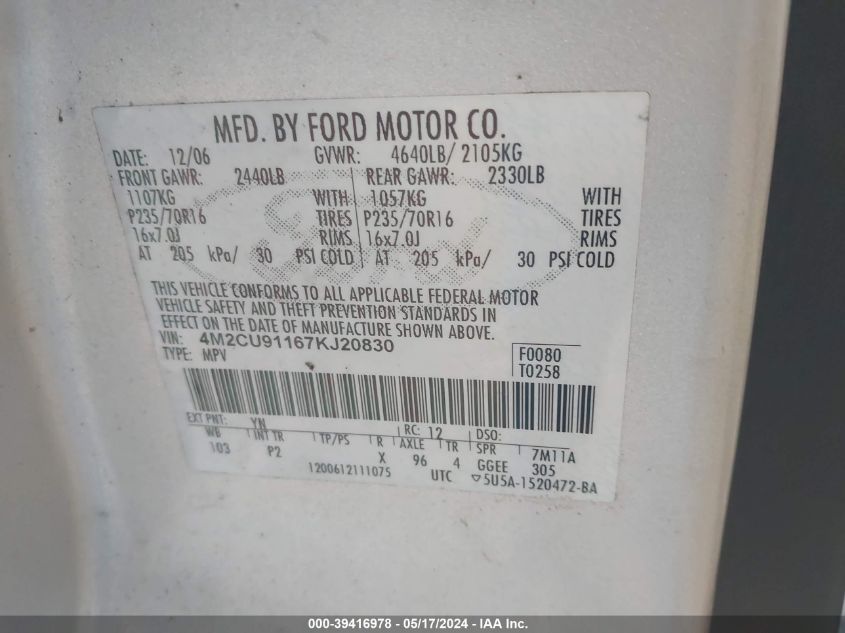 MFD. BY FORD MOTOR CO.
DATE: 12/06 GVWR: 4640LB/ 2105KG
FRONT GAWR: 2440LB REAR GAWR: 2330LB
1107KG WITH 1057KG WITH
P235/70R16 TIRES P235/70R16 TIRES
16x7.0J RIMS 16x7.0J RIMS
AT 205 kPa/ 30 PSI COLD AT 205 kPa/ 30 PSI COLD
THIS VEHICLE CONFORMS TO ALL APPLICABLE FEDERAL MOTOR
VEHICLE SAFETY AND THEFT PREVENTION STANDARDS IN
EFFECT ON THE DATE OF MANUFACTURE SHOWN ABOVE.
VIN: 4M2CU91167KJ20830 F0080
TYPE: MPV T0258
EXT PNT: YN RC: 12 DSO:
WB INT TR TP/PS R AXLE TR SPR 7M11A
103 P2 X 96 4 GGEE 305
1200612111075 UTC ▽5U5A-1520472-BA
000-39416978 - 05/17/2024 - IAA Inc.